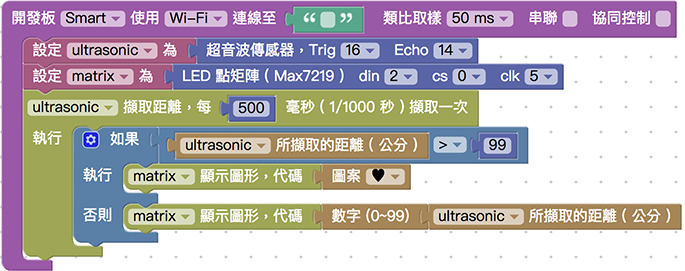 開發板 Smart 使用 Wi-Fi 連線至 “ ” 類比取樣 50 ms 串聯 協同控制
設定 ultrasonic 為 超音波傳感器，Trig 16 Echo 14
設定 matrix 為 LED 點矩陣（Max7219） din 2 cs 0 clk 5
ultrasonic 擷取距離，每 500 毫秒（1/1000 秒）擷取一次
執行 如果 ultrasonic 所擷取的距離（公分） > 99
執行 matrix 顯示圖形，代碼 圖案 ♥
否則 matrix 顯示圖形，代碼 數字 (0~99) ultrasonic 所擷取的距離（公分）